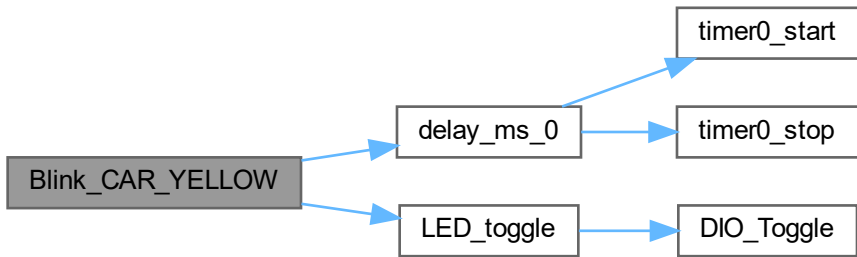 timer0_start
delay_ms_0
timer0_stop
Blink_CAR_YELLOW
LED_toggle
DIO_Toggle